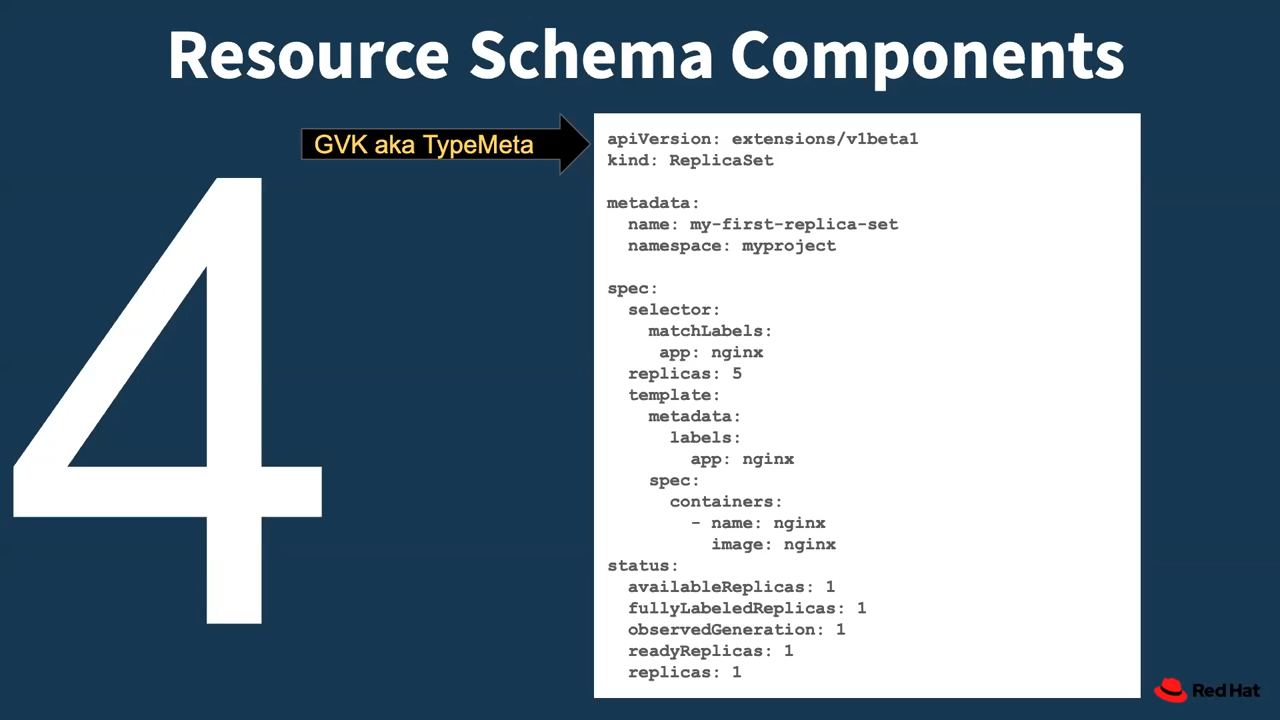 Resource Schema Components
GVK aka TypeMeta
4
apiVersion: extensions/v1beta1
kind: ReplicaSet
metadata:
name: my-first-replica-set
namespace: myproject
spec:
selector:
matchLabels:
app: nginx
replicas: 5
template:
metadata:
labels:
app: nginx
spec:
containers:
- name: nginx
image: nginx
status:
availableReplicas: 1
fullyLabeledReplicas: 1
observedGeneration: 1
readyReplicas: 1
replicas: 1
Red Hat